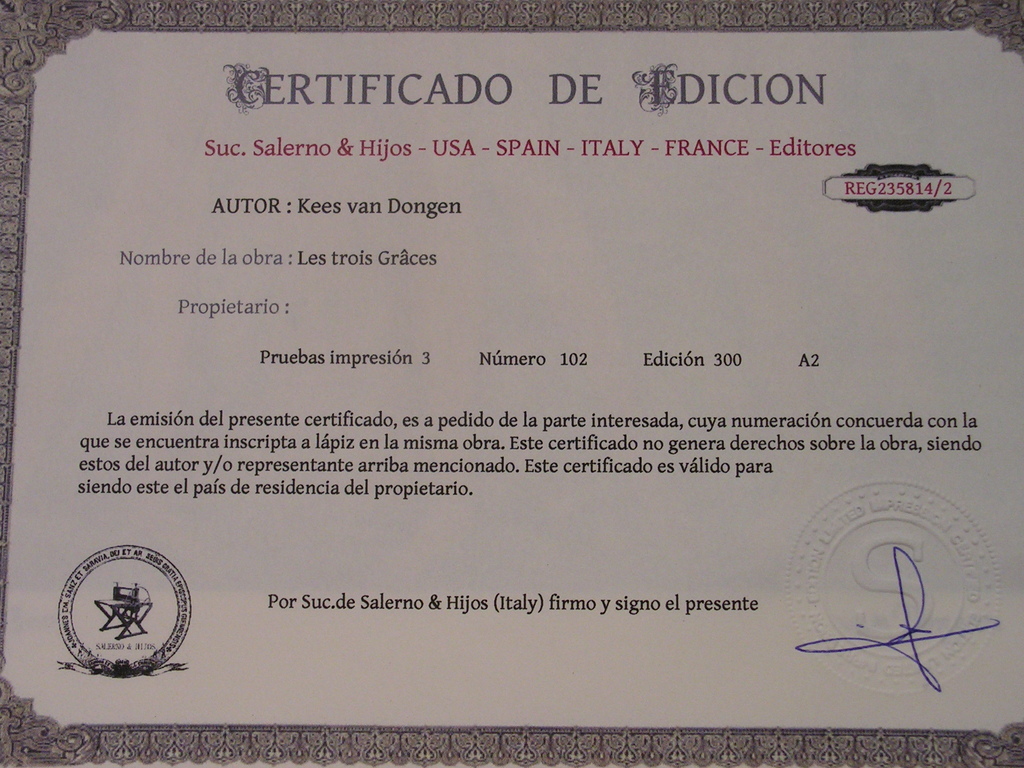 CERTIFICADO DE EDICION
Suc. Salerno & Hijos - USA - SPAIN - ITALY - FRANCE - Editores
REG235814/2
AUTOR : Kees van Dongen
Nombre de la obra : Les trois Grâces
Propietario :
Pruebas impresión 3 Número 102 Edición 300 A2
La emisión del presente certificado, es a pedido de la parte interesada, cuya numeración concuerda con la
que se encuentra inscripta a lápiz en la misma obra. Este certificado no genera derechos sobre la obra, siendo
estos del autor y/o representante arriba mencionado. Este certificado es válido para
siendo este el país de residencia del propietario.
Por Suc.de Salerno & Hijos (Italy) firmo y signo el presente
SALERNO & HIJOS